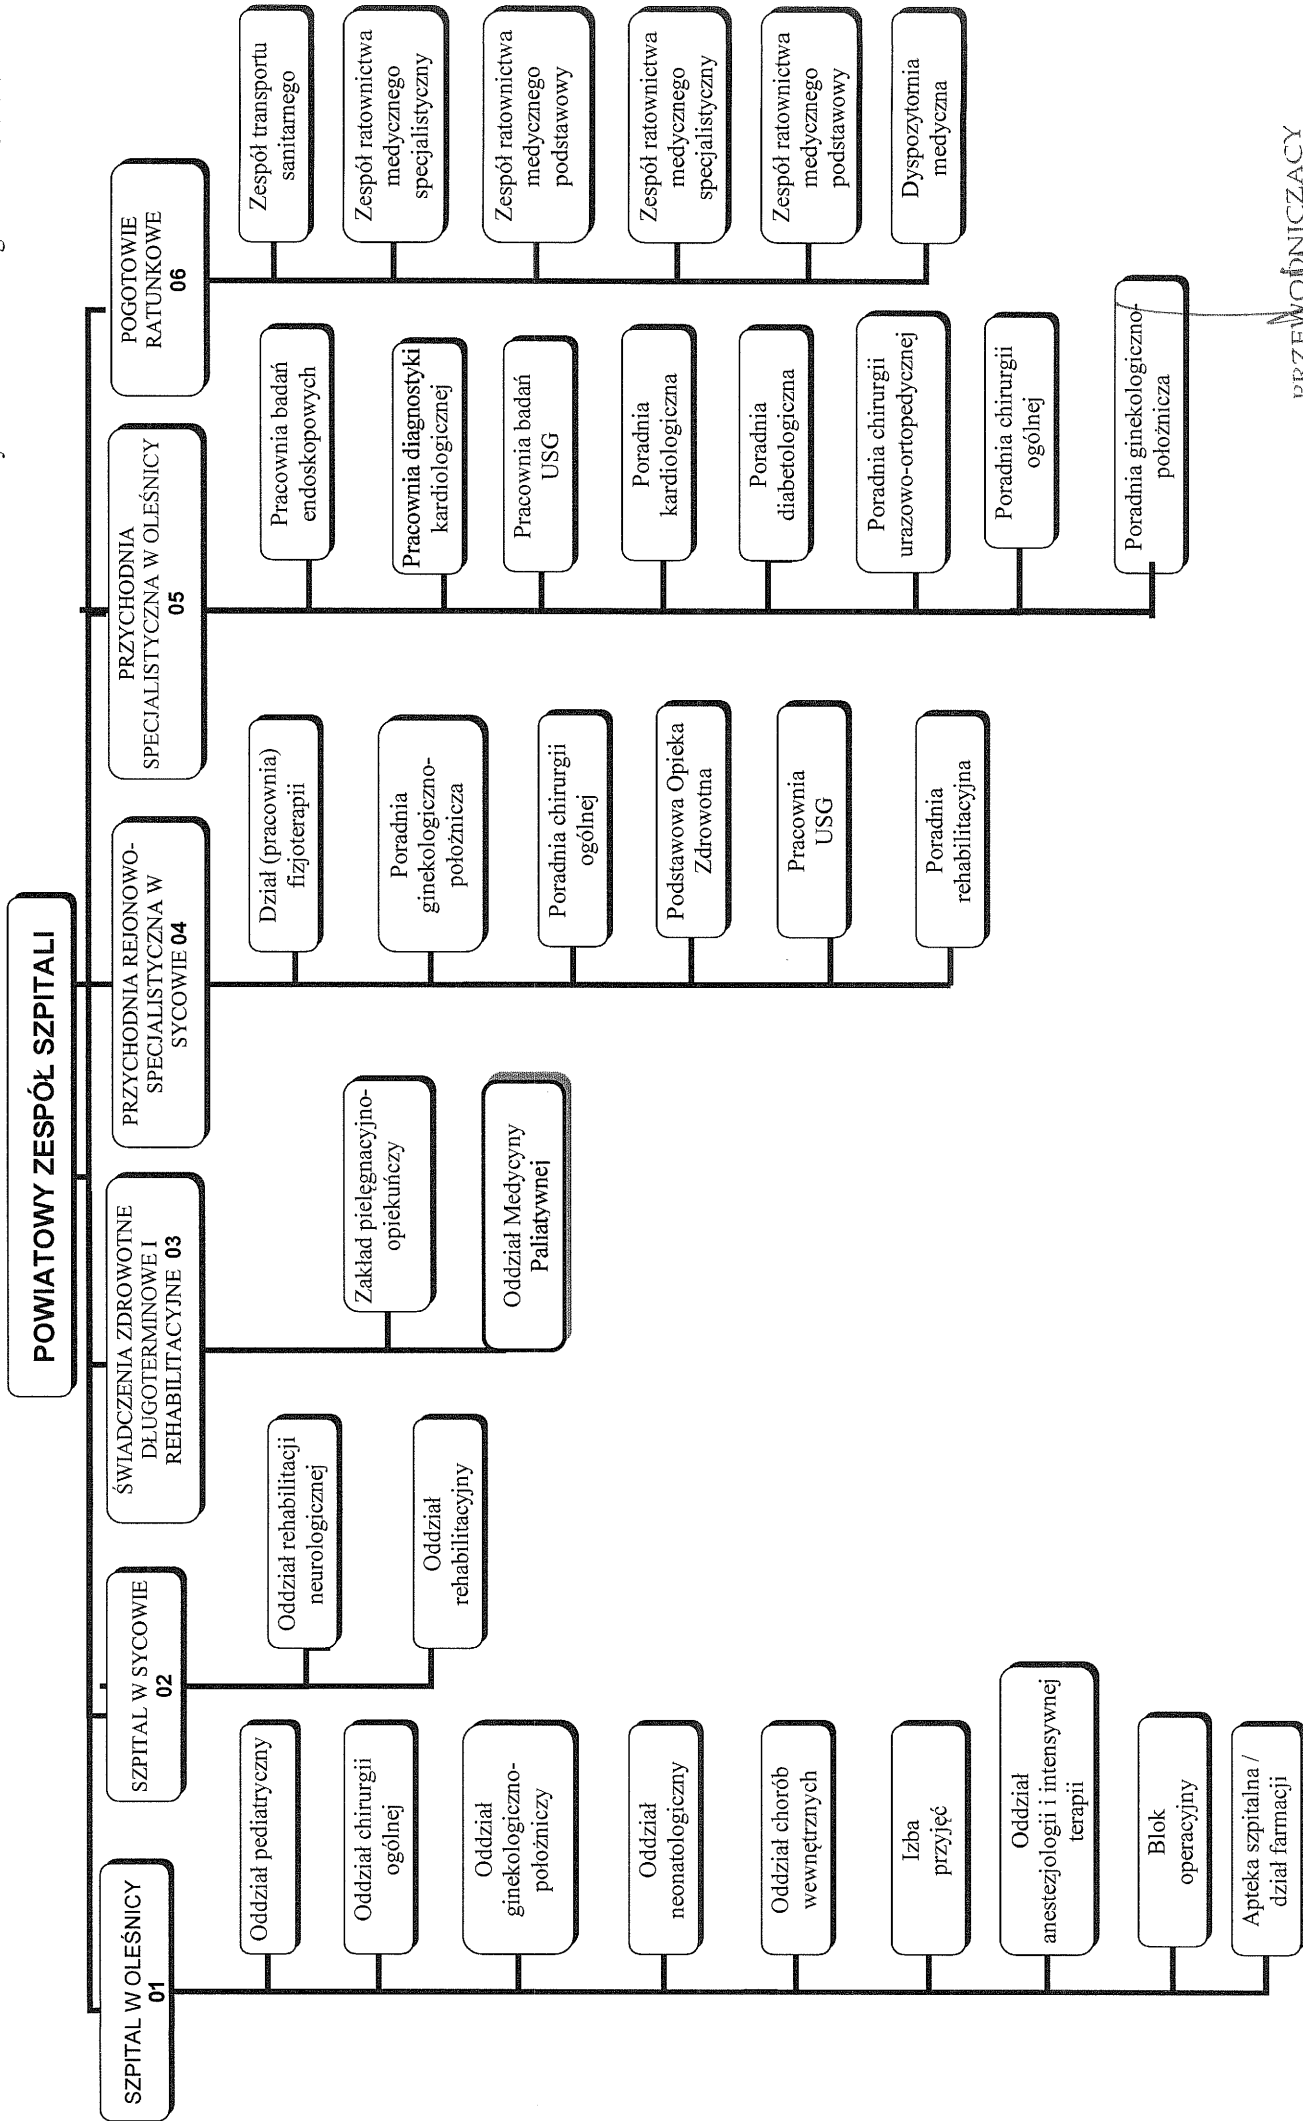 POWIATOWY ZESPÓŁ SZPITALI
SZPITAL W OLEŚNICY
01
Oddział pediatryczny
Oddział chirurgii
ogólnej
Oddział
ginekologiczno-
położniczy
Oddział
neonatologiczny
Oddział chorób
wewnętrznych
Izba
przyjęć
Oddział
anestezjologii i intensywnej
terapii
Blok
operacyjny
Apteka szpitalna /
dział farmacji
SZPITAL W SYCOWIE
02
Oddział rehabilitacji
neurologicznej
Oddział
rehabilitacyjny
ŚWIADCZENIA ZDROWOTNE
DŁUGOTERMINOWE I
REHABILITACYJNE 03
Zakład pielęgnacyjno-
opiekuńczy
Oddział Medycyny
Paliatywnej
PRZYCHODNIA REJONOWO-
SPECJALISTYCZNA W
SYCOWIE 04
Dział (pracownia)
fizjoterapii
Poradnia
ginekologiczno-
położnicza
Poradnia chirurgii
ogólnej
Podstawowa Opieka
Zdrowotna
Pracownia
USG
Poradnia
rehabilitacyjna
PRZYCHODNIA
SPECJALISTYCZNA W OLEŚNICY
05
Pracownia badań
endoskopowych
Pracownia diagnostyki
kardiologicznej
Pracownia badań
USG
Poradnia
kardiologiczna
Poradnia
diabetologiczna
Poradnia chirurgii
urazowo-ortopedycznej
Poradnia chirurgii
ogólnej
Poradnia ginekologiczno-
położnicza
POGOTOWIE
RATUNKOWE
06
Zespół transportu
sanitarnego
Zespół ratownictwa
medycznego
specjalistyczny
Zespół ratownictwa
medycznego
podstawowy
Zespół ratownictwa
medycznego
specjalistyczny
Zespół ratownictwa
medycznego
podstawowy
Dyspozytornia
medyczna
PRZEWODNICZĄCY